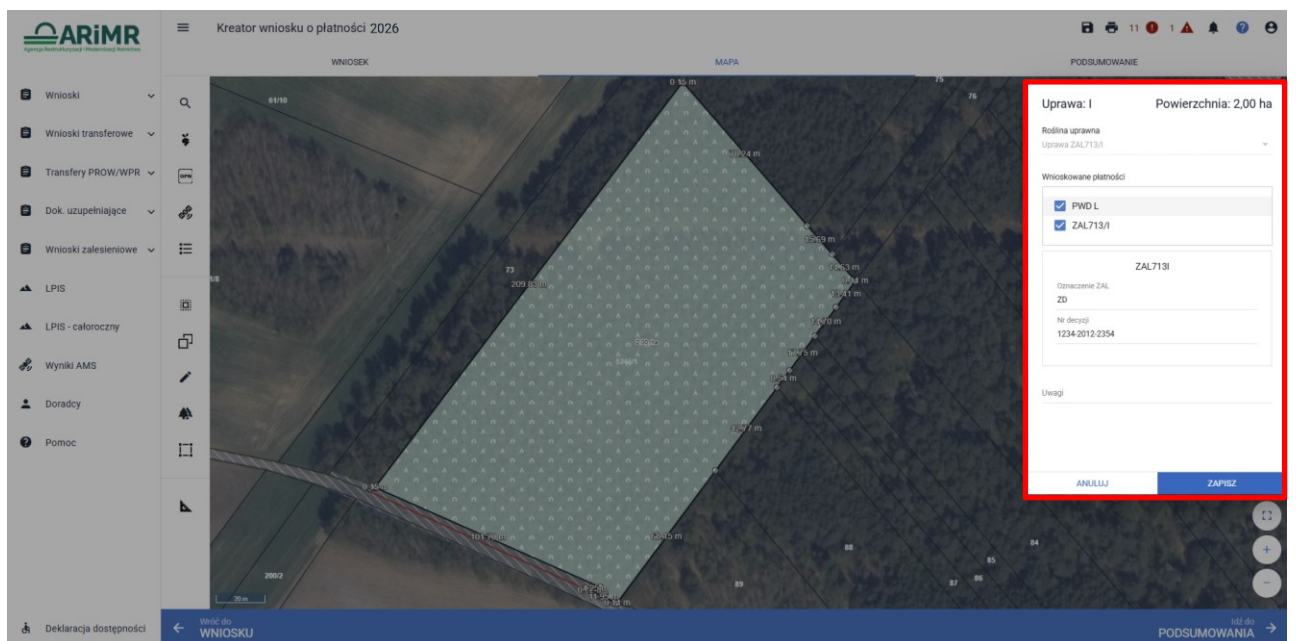 ARiMR
Agencja Restrukturyzacji i Modernizacji Rolnictwa
Kreator wniosku o płatności 2026
11 1
WNIOSEK MAPA PODSUMOWANIE
Wnioski
Wnioski transferowe
Transfery PROW/WPR
Dok. uzupełniające
Wnioski zalesieniowe
LPIS
LPIS - całoroczny
Wyniki AMS
Doradcy
Pomoc
Deklaracja dostępności
61/10
75
76
0.15 m
73
88
84
85
86
87
89
200/2
20 m
Uprawa: I Powierzchnia: 2,00 ha
Roślina uprawna
Uprawa ZAL713/I
Wnioskowane płatności
PWD L
ZAL713/I
ZAL713I
Oznaczenie ZAL
ZD
Nr decyzji
1234-2012-2354
Uwagi
ANULUJ ZAPISZ
Wróć do
WNIOSKU
Idź do
PODSUMOWANIA